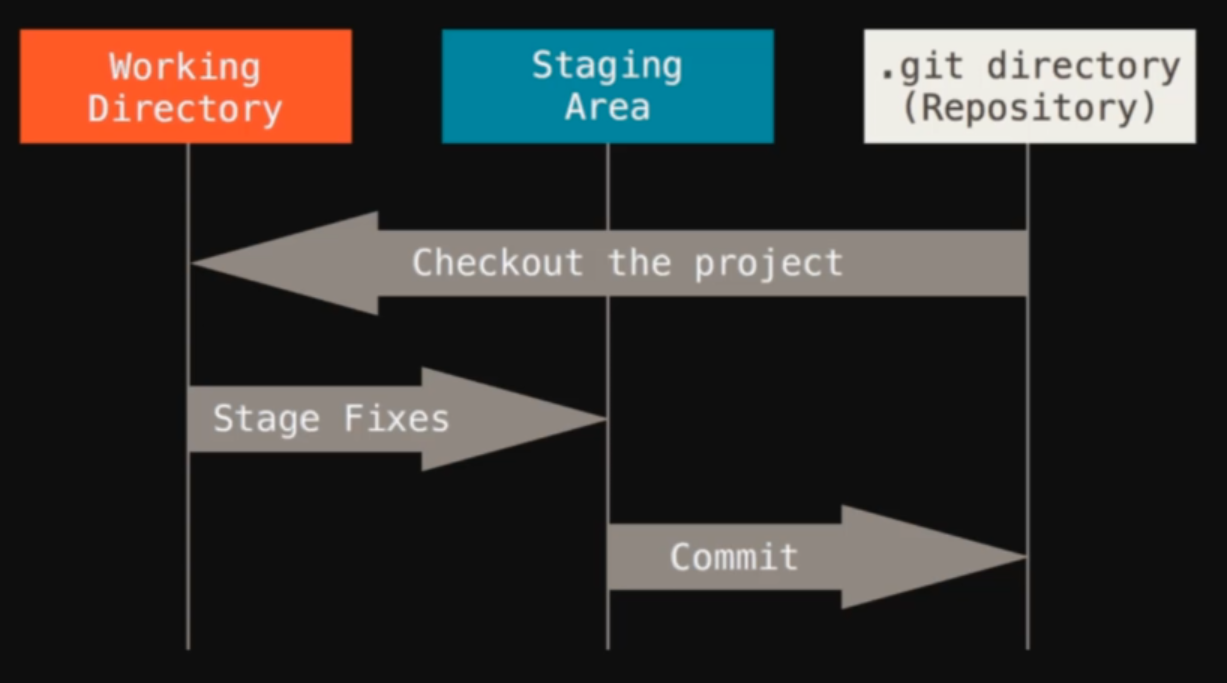 Working
Directory
Staging
Area
.git directory
(Repository)
Checkout the project
Stage Fixes
Commit